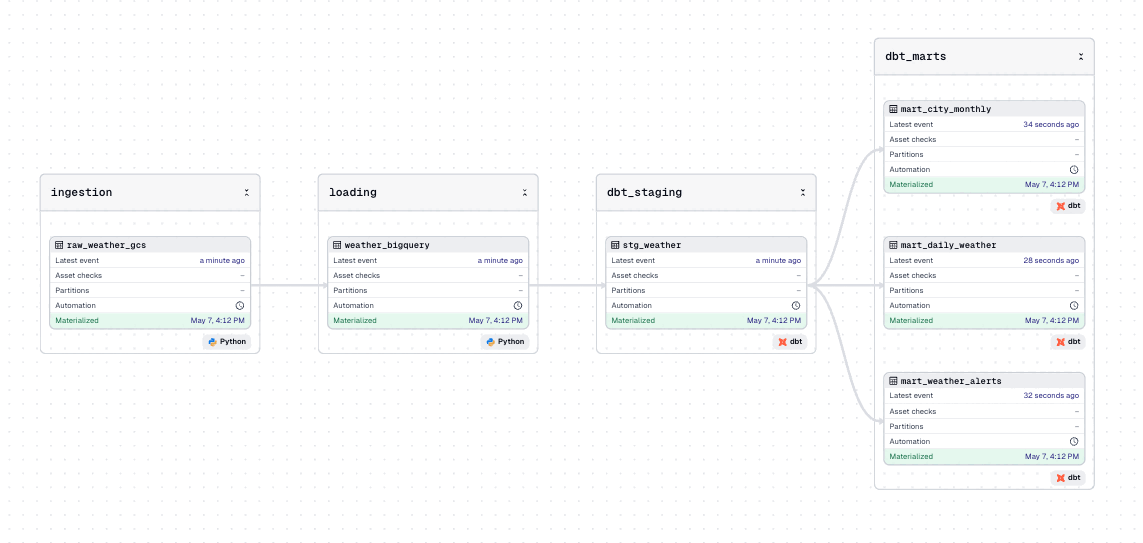 ingestion
raw_weather_gcs
Latest event a minute ago
Asset checks –
Partitions –
Automation
Materialized May 7, 4:12 PM
Python
loading
weather_bigquery
Latest event a minute ago
Asset checks –
Partitions –
Automation
Materialized May 7, 4:12 PM
Python
dbt_staging
stg_weather
Latest event a minute ago
Asset checks –
Partitions –
Automation
Materialized May 7, 4:12 PM
dbt
dbt_marts
mart_city_monthly
Latest event 34 seconds ago
Asset checks –
Partitions –
Automation
Materialized May 7, 4:12 PM
dbt
mart_daily_weather
Latest event 28 seconds ago
Asset checks –
Partitions –
Automation
Materialized May 7, 4:12 PM
dbt
mart_weather_alerts
Latest event 32 seconds ago
Asset checks –
Partitions –
Automation
Materialized May 7, 4:12 PM
dbt